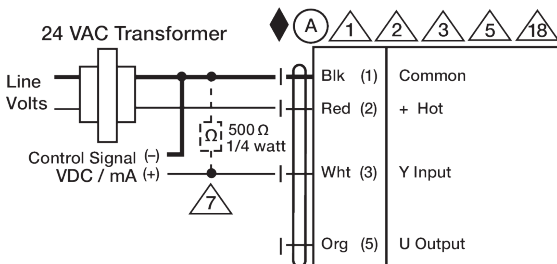 24 VAC Transformer
A 1 2 3 5 18
Line
Volts
Blk (1) Common
Red (2) + Hot
Ω 500 Ω
1/4 watt
Control Signal (–)
VDC / mA (+)
Wht (3) Y Input
7
Org (5) U Output